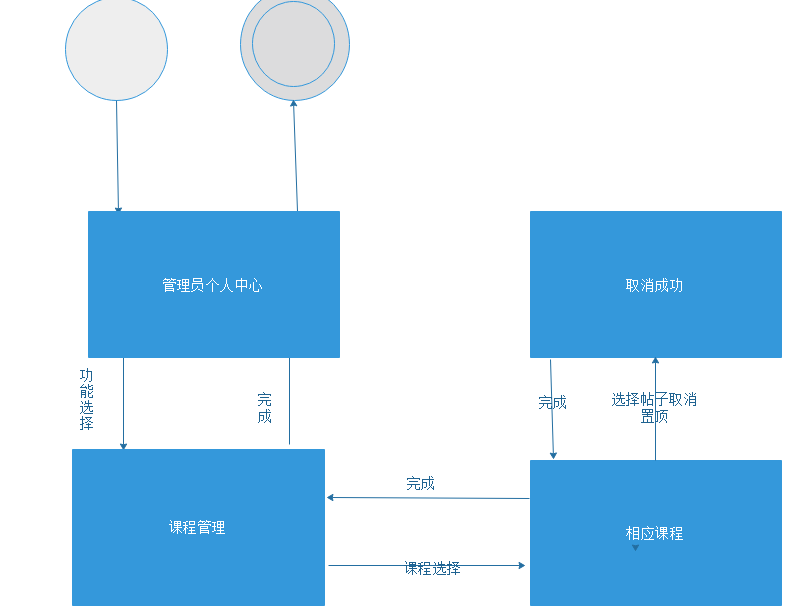 管理员个人中心
取消成功
功
能
选
择
完
成
完成
选择帖子取消
置顶
完成
课程管理
相应课程
课程选择